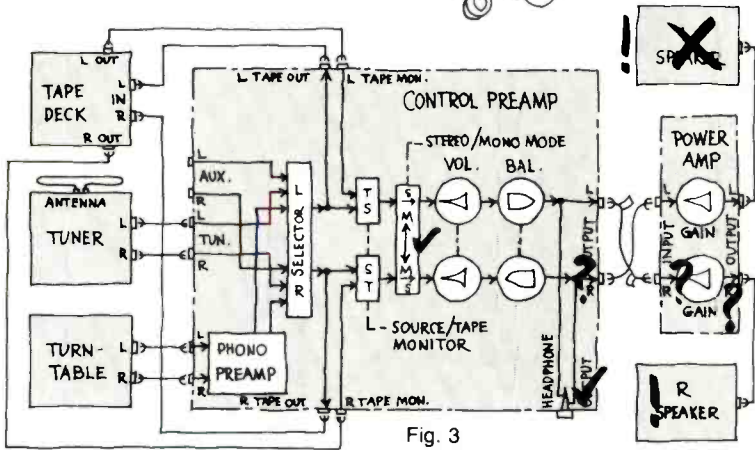 L OUT
TAPE
DECK
L
IN
R
R OUT
ANTENNA
TUNER
L
R
TURN-
TABLE
L
R
L TAPE OUT
L TAPE MON.
CONTROL PREAMP
STEREO/MONO MODE
VOL.
BAL.
L
AUX.
R
L
TUN.
R
L
R
SELECTOR
L
R
PHONO
PREAMP
T
S
S
T
S
M
M
S
SOURCE/TAPE
MONITOR
R TAPE OUT
R TAPE MON.
HEADPHONE
OUTPUT
L
OUTPUT
R
?
POWER
AMP
L
INPUT
R
GAIN
GAIN
?
L
OUTPUT
?
!
SPEAKER
X
!
R
SPEAKER
Fig. 3